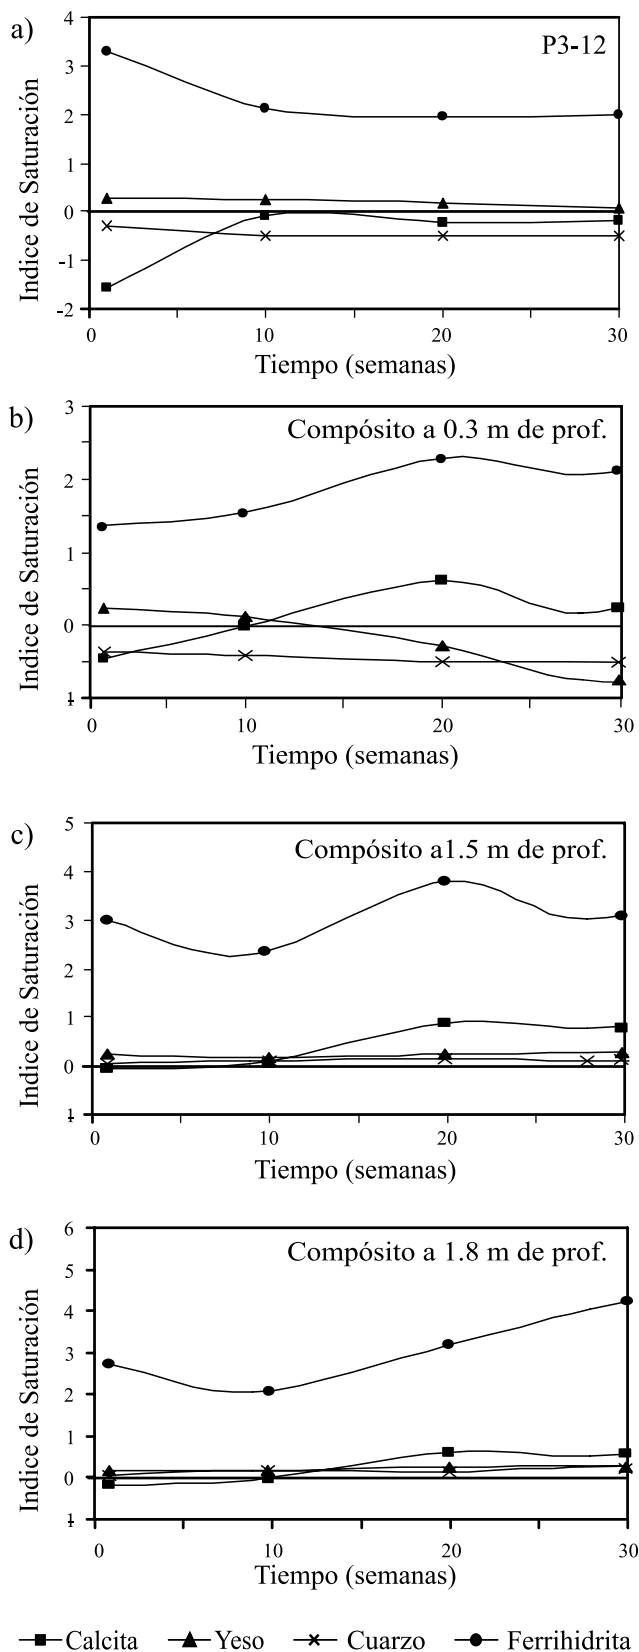 a)
P3-12
Indice de Saturación
4
3
2
1
0
-1
-2
0 10 20 30
Tiempo (semanas)
b)
Compósito a 0.3 m de prof.
Indice de Saturación
3
2
1
0
-1
0 10 20 30
Tiempo (semanas)
c)
Compósito a1.5 m de prof.
Indice de Saturación
5
4
3
2
1
0
-1
0 10 20 30
Tiempo (semanas)
d)
Compósito a 1.8 m de prof.
Indice de Saturación
6
5
4
3
2
1
0
-1
0 10 20 30
Tiempo (semanas)
Calcita Yeso Cuarzo Ferrihidrita